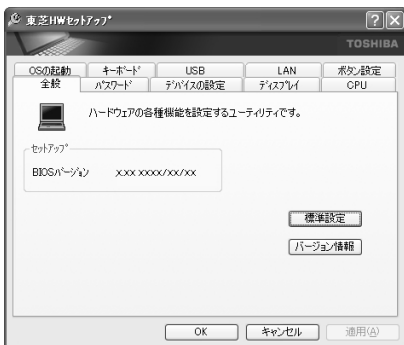 東芝HWｾｯﾄｱｯﾌﾟ
TOSHIBA
OSの起動 ｷｰﾎﾞｰﾄﾞ USB LAN ボタン設定
全般 ﾊﾟｽﾜｰﾄﾞ ﾃﾞﾊﾞｲｽの設定 ﾃﾞｨｽﾌﾟﾚｲ CPU
ハードウェアの各種機能を設定するユーティリティです。
ｾｯﾄｱｯﾌﾟ
BIOSﾊﾞｰｼﾞｮﾝ x.xx xxxx/xx/xx
標準設定
バージョン情報
OK キャンセル 適用(A)